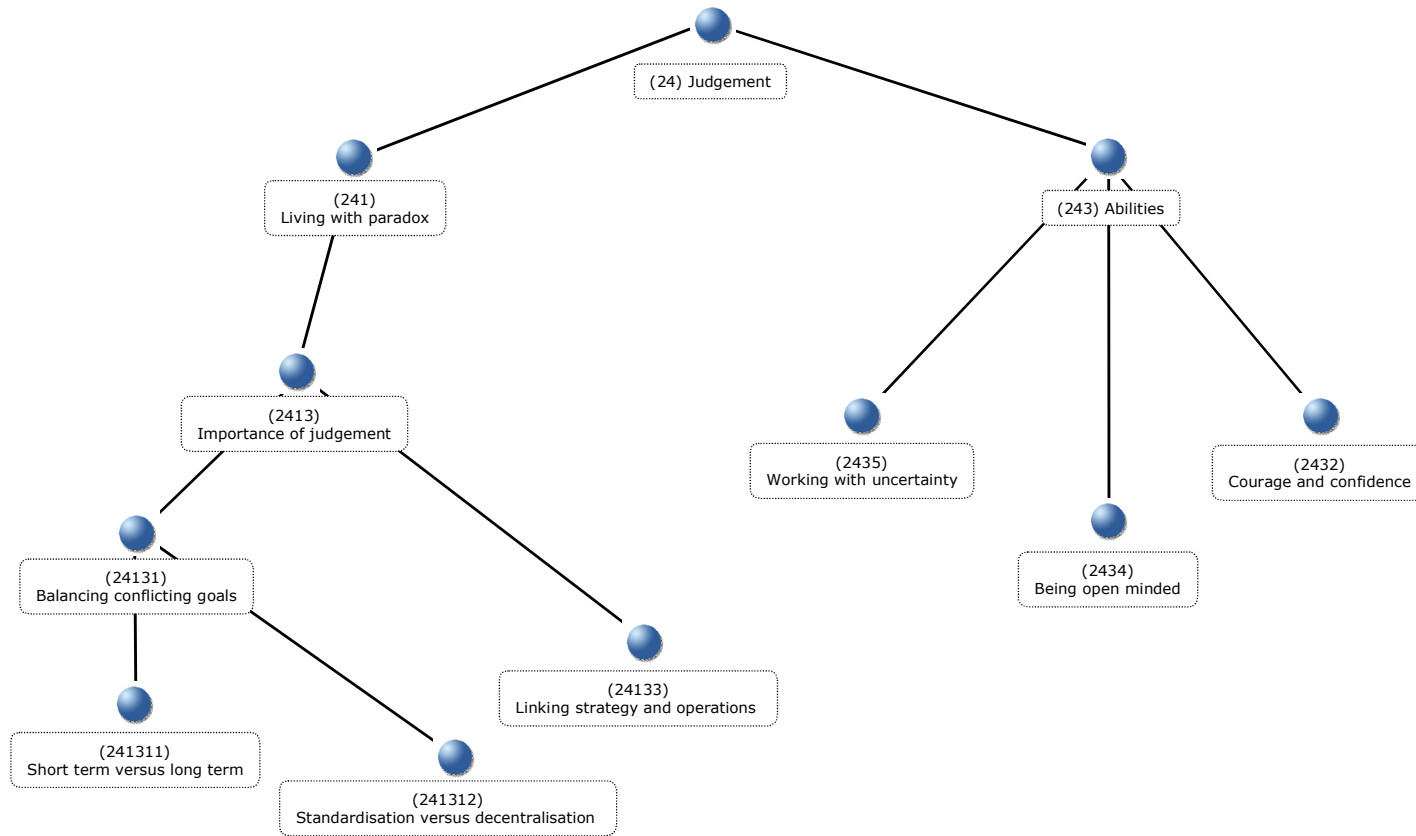 (24) Judgement
(241)
Living with paradox
(243) Abilities
(2413)
Importance of judgement
(2435)
Working with uncertainty
(2432)
Courage and confidence
(24131)
Balancing conflicting goals
(2434)
Being open minded
(24133)
Linking strategy and operations
(241311)
Short term versus long term
(241312)
Standardisation versus decentralisation